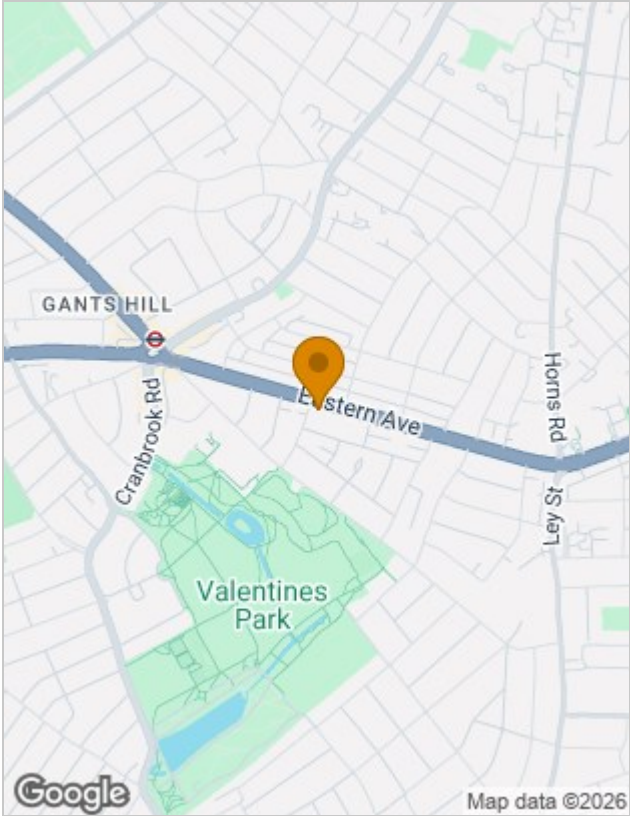 GANTS HILL
Eastern Ave
Horns Rd
Cranbrook Rd
Ley St
Valentines
Park
Google
Map data ©2026